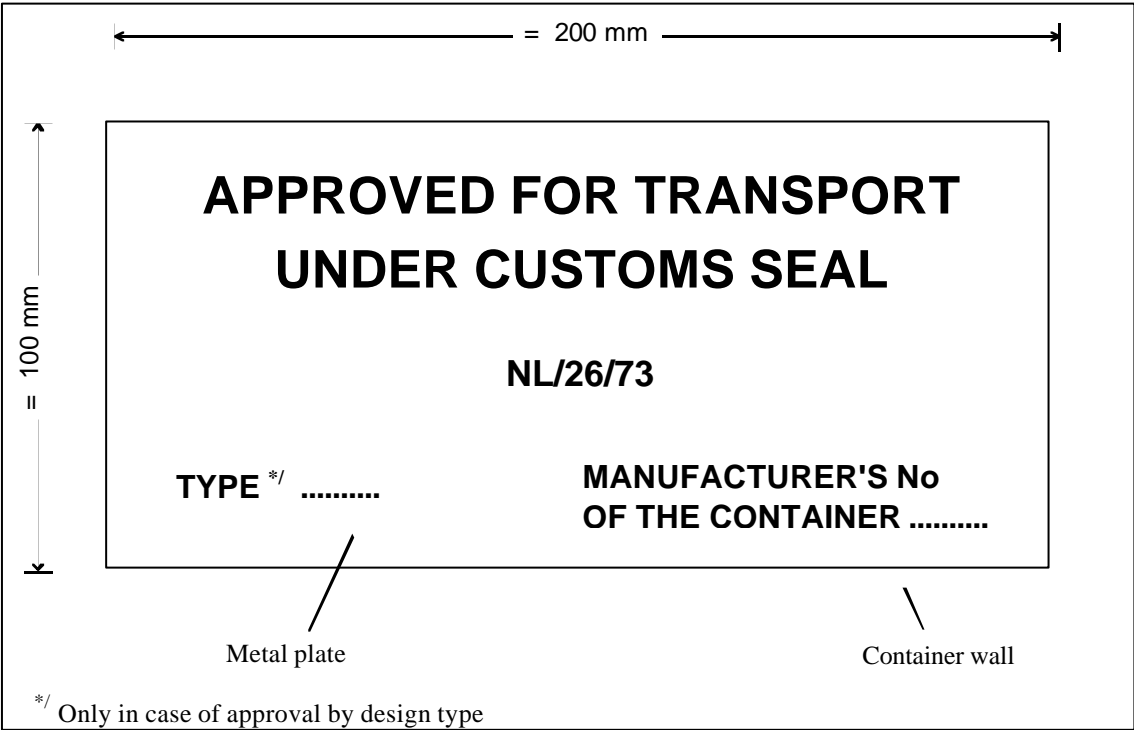 = 200 mm
= 100 mm
APPROVED FOR TRANSPORT
UNDER CUSTOMS SEAL
NL/26/73
TYPE */ ..........
MANUFACTURER'S No
OF THE CONTAINER ..........
Metal plate
Container wall
*/ Only in case of approval by design type